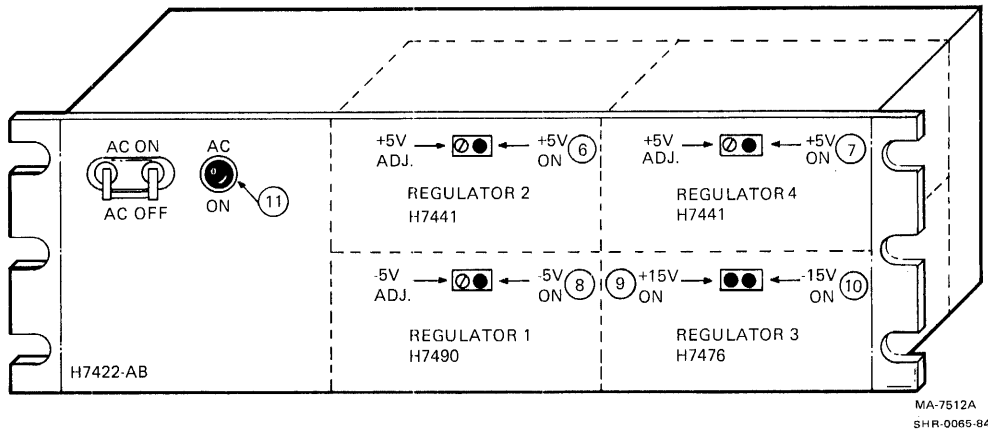 AC ON
AC OFF
AC
ON
11
+5V
ADJ.
+5V
ON
6
REGULATOR 2
H7441
+5V
ADJ.
+5V
ON
7
REGULATOR 4
H7441
-5V
ADJ.
-5V
ON
8
REGULATOR 1
H7490
9
+15V
ON
-15V
ON
10
REGULATOR 3
H7476
H7422-AB
MA-7512A
SHR-0065-84